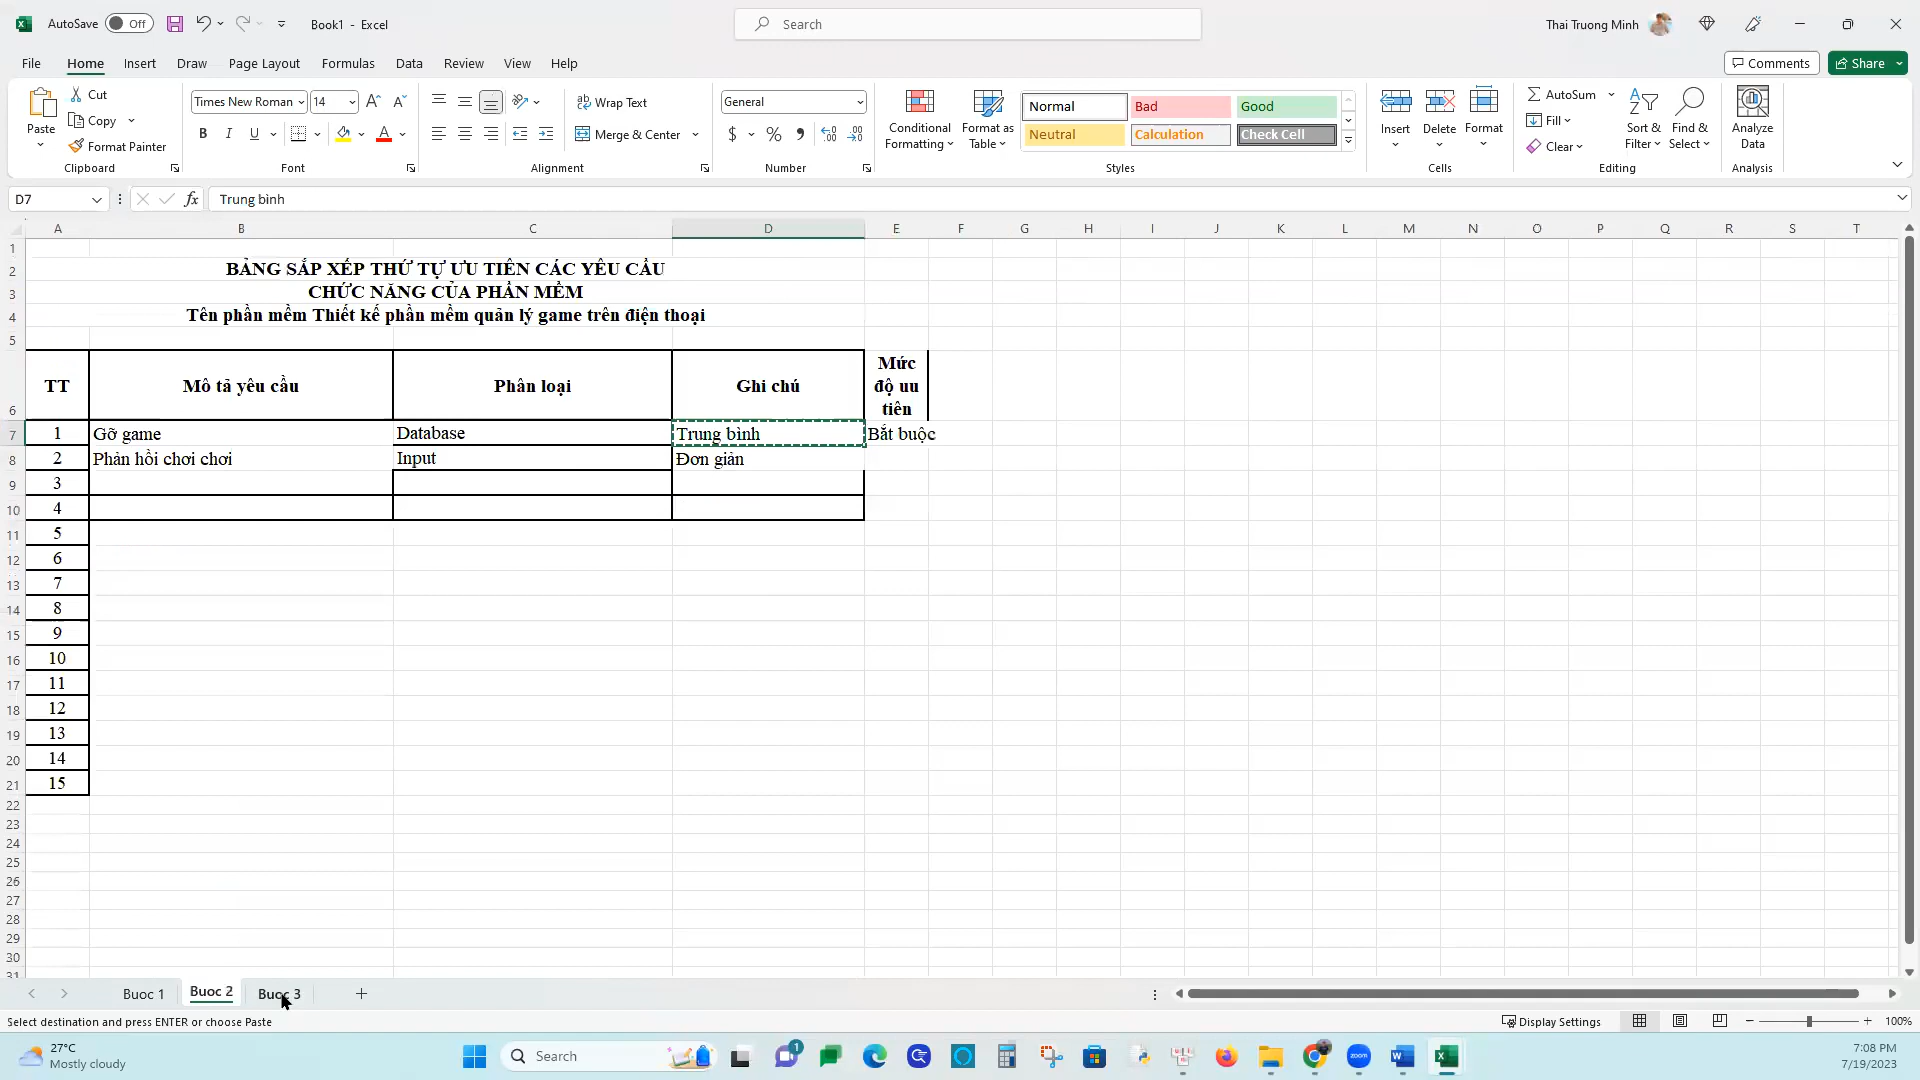 AutoSave Off Book1 - Excel Search Thai Truong Minh
File Home Insert Draw Page Layout Formulas Data Review View Help Comments Share
Paste Cut Copy Format Painter Clipboard
Times New Roman 14 B I U Font
Wrap Text Merge & Center Alignment
General $ % Number
Conditional Formatting Format as Table
Normal Bad Good
Neutral Calculation Check Cell
Styles
Insert Delete Format Cells
AutoSum Fill Clear Sort & Filter Find & Select Editing
Analyze Data Analysis
D7 fx Trung bình
A B C D E F G H I J K L M N O P Q R S T
1
2 BẢNG SẮP XẾP THỨ TỰ ƯU TIÊN CÁC YÊU CẦU
3 CHỨC NĂNG CỦA PHẦN MỀM
4 Tên phần mềm Thiết kế phần mềm quản lý game trên điện thoại
5
6 TT Mô tả yêu cầu Phân loại Ghi chú Mức độ uu tiên
7 1 Gỡ game Database Trung bình Bắt buộc
8 2 Phản hồi chơi chơi Input Đơn giản
9 3
10 4
11 5
12 6
13 7
14 8
15 9
16 10
17 11
18 12
19 13
20 14
21 15
22
23
24
25
26
27
28
29
30
31
Buoc 1 Buoc 2 Buoc 3
Select destination and press ENTER or choose Paste Display Settings 100%
27°C
Mostly cloudy
Search
1
zoom
7:08 PM
7/19/2023